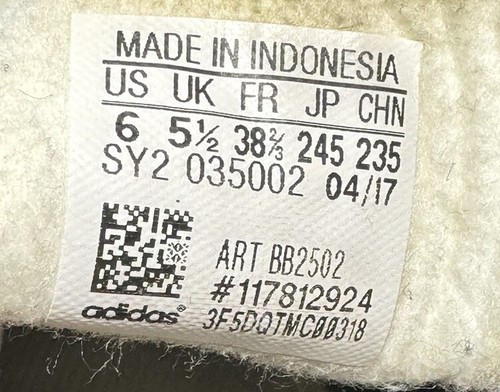 MADE IN INDONESIA
US UK FR JP CHN
6 5½ 38⅔ 245 235
SY2 035002 04/17
ART BB2502
#117812924
adidas® 3F5DQTMC00318